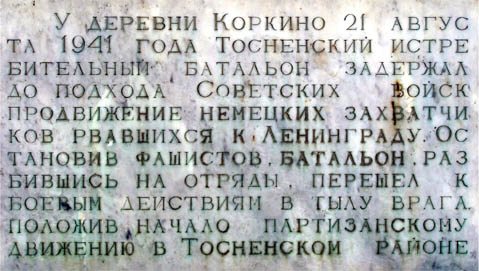 У деревни Коркино 21 авгус
та 1941 года Тосненский истре
бительный батальон задержал
до подхода Советских войск
продвижение немецких захватчи
ков рвавшихся к Ленинграду. Ос
тановив фашистов, батальон, раз
бившись на отряды, перешел к
боевым действиям в тылу врага,
положив начало партизанскому
движению в Тосненском районе